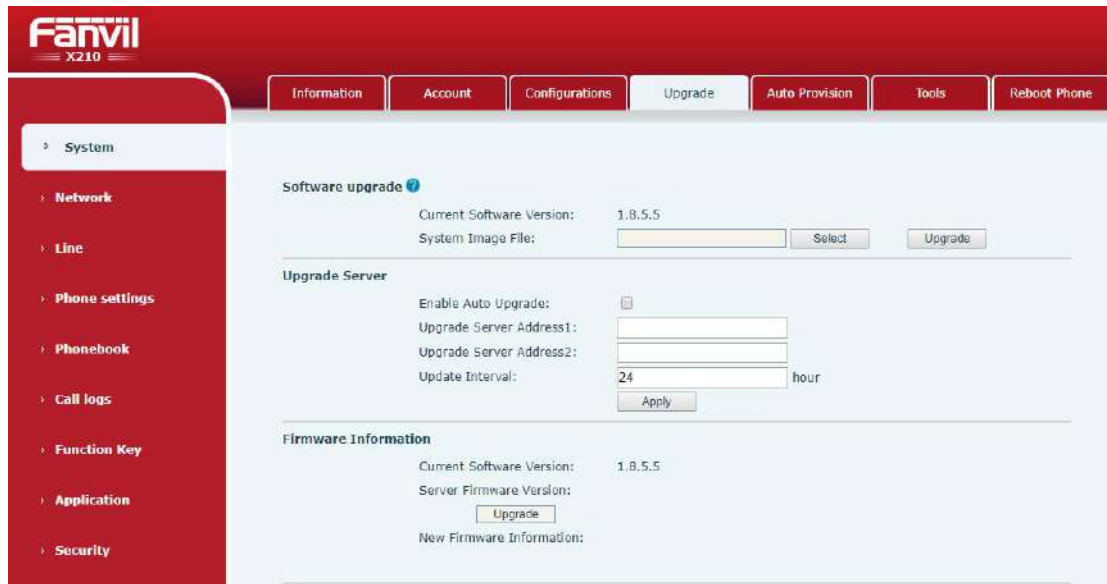 Fanvil
X210
Information Account Configurations Upgrade Auto Provision Tools Reboot Phone
› System
› Network
› Line
› Phone settings
› Phonebook
› Call logs
› Function Key
› Application
› Security
Software upgrade ?
Current Software Version: 1.8.5.5
System Image File: Select Upgrade
Upgrade Server
Enable Auto Upgrade:
Upgrade Server Address1:
Upgrade Server Address2:
Update Interval: 24 hour
Apply
Firmware Information
Current Software Version: 1.8.5.5
Server Firmware Version:
Upgrade
New Firmware Information: